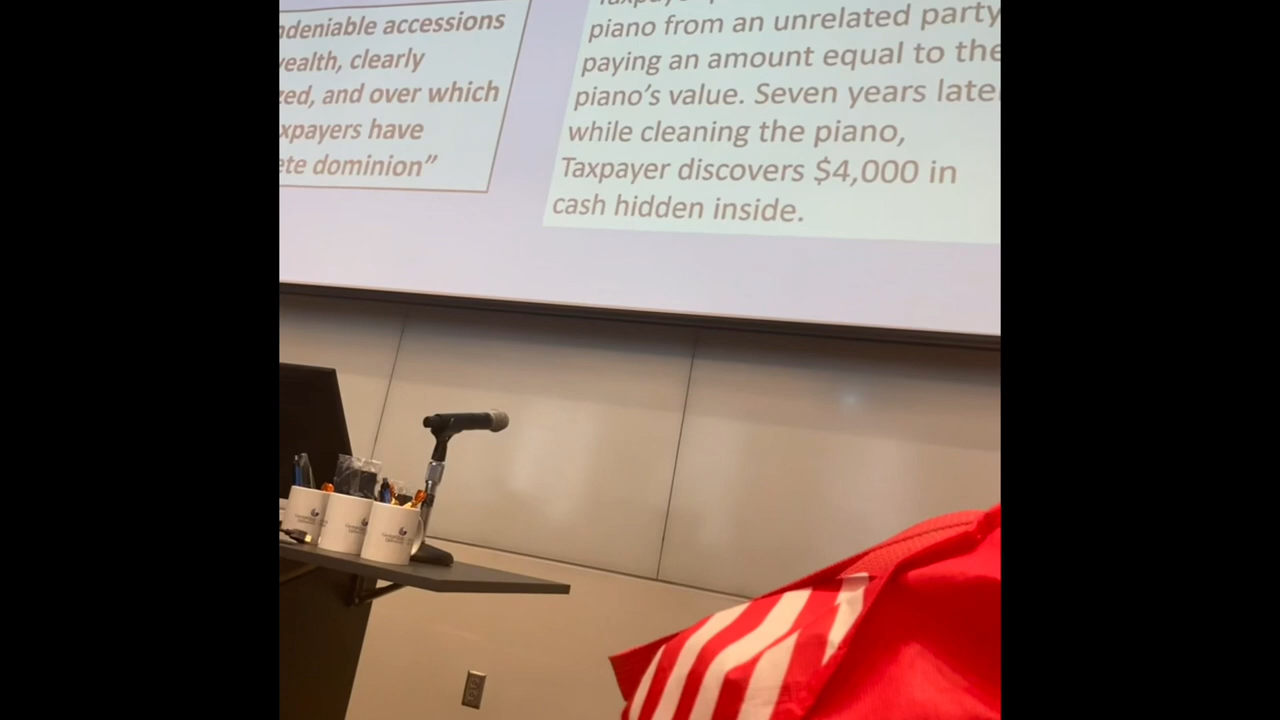 ndeniable accessions
ealth, clearly
zed, and over which
xpayers have
ete dominion”
piano from an unrelated party
paying an amount equal to the
piano’s value. Seven years late
while cleaning the piano,
Taxpayer discovers $4,000 in
cash hidden inside.